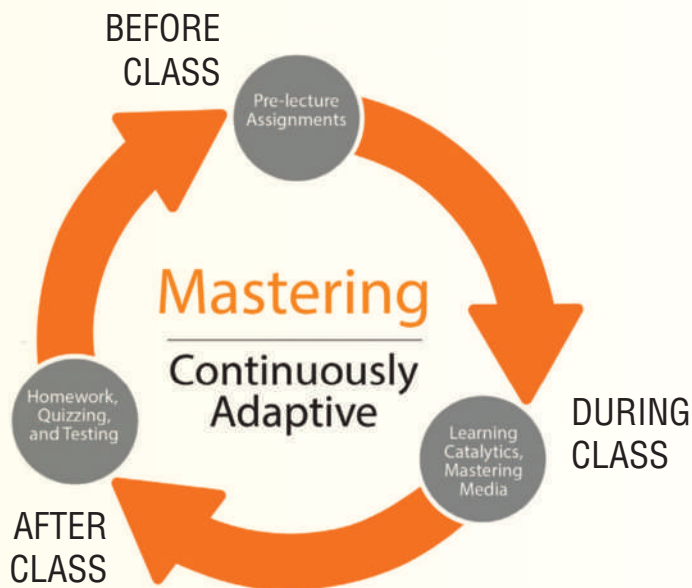 BEFORE
CLASS
Pre-lecture
Assignments
Mastering
Continuously
Adaptive
Homework,
Quizzing,
and Testing
Learning
Catalytics,
Mastering
Media
DURING
CLASS
AFTER
CLASS